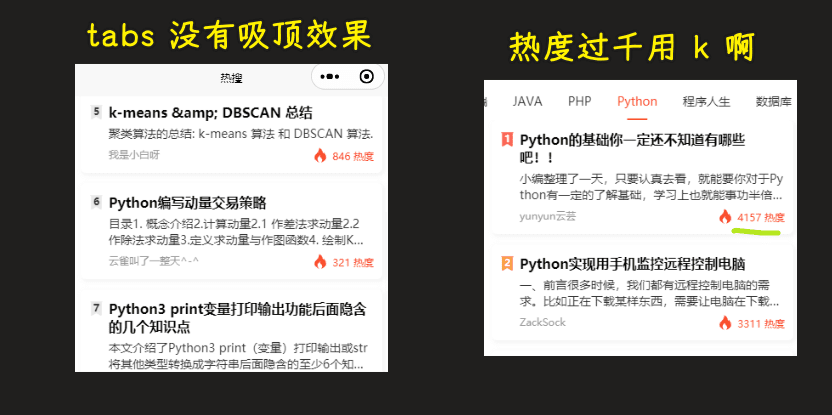 tabs 没有吸顶效果
热搜
5 k-means &amp; DBSCAN 总结
聚类算法的总结: k-means 算法 和 DBSCAN 算法.
我是小白呀 846 热度
6 Python编写动量交易策略
目录1. 概念介绍2.计算动量2.1 作差法求动量2.2
作除法求动量3.定义求动量与作图函数4. 绘制K...
云雀叫了一整天^-^ 321 热度
7 Python3 print变量打印输出功能后面隐含
的几个知识点
本文介绍了Python3 print（变量）打印输出或str
将其他类型转换成字符串后面隐含的至少6个知...
热度过千用 k 啊
JAVA PHP Python 程序人生 数据库
1 Python的基础你一定还不知道有哪些
吧！！
小编整理了一天，只要认真去看，就能要你对于Py
thon有一定的了解基础，学习上也就能事功半倍...
yunyun云芸 4157 热度
2 Python实现用手机监控远程控制电脑
一、前言很多时候，我们都有远程控制电脑的需
求。比如正在下载某样东西，需要让电脑在下载...
ZackSock 3311 热度